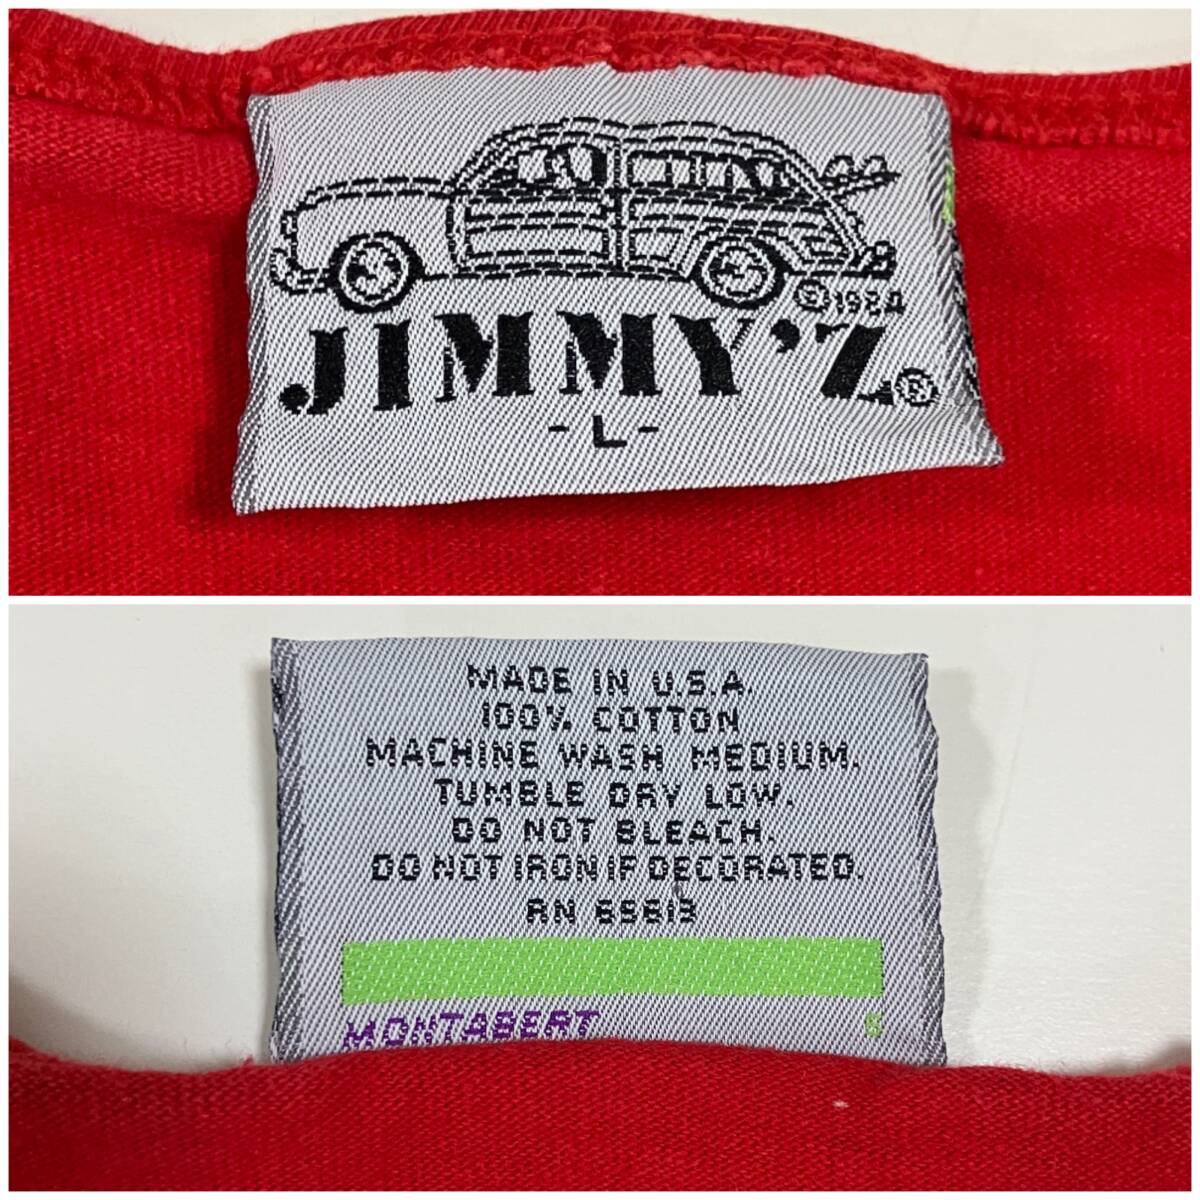 ©1984
JIMMY'Z®
-L-
MADE IN U.S.A.
100% COTTON
MACHINE WASH MEDIUM.
TUMBLE DRY LOW.
DO NOT BLEACH.
DO NOT IRON IF DECORATED.
RN 65613
MONTABERT